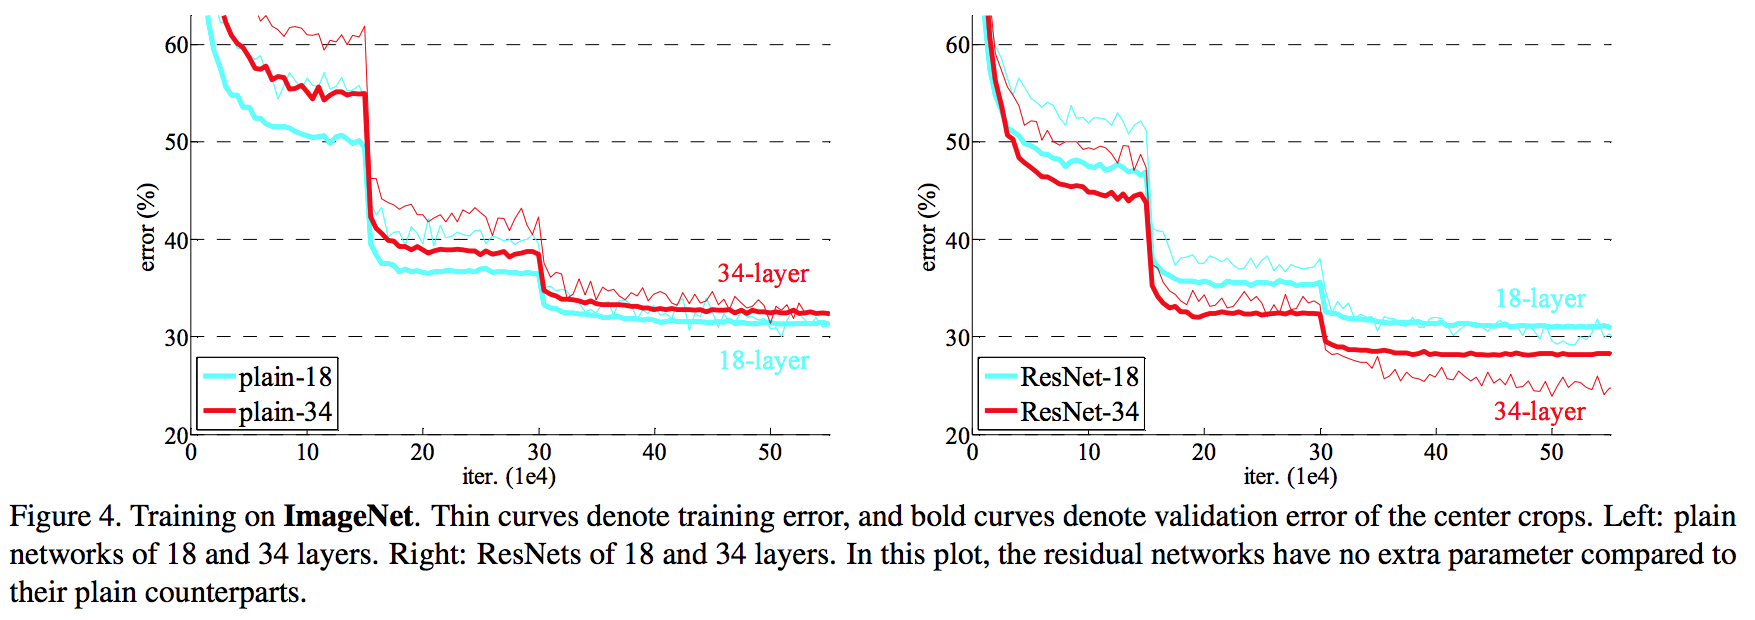 60
50
40
30
20
error (%)
34-layer
18-layer
plain-18
plain-34
0 10 20 30 40 50
iter. (1e4)
60
50
40
30
20
error (%)
18-layer
34-layer
ResNet-18
ResNet-34
0 10 20 30 40 50
iter. (1e4)
Figure 4. Training on ImageNet. Thin curves denote training error, and bold curves denote validation error of the center crops. Left: plain
networks of 18 and 34 layers. Right: ResNets of 18 and 34 layers. In this plot, the residual networks have no extra parameter compared to
their plain counterparts.